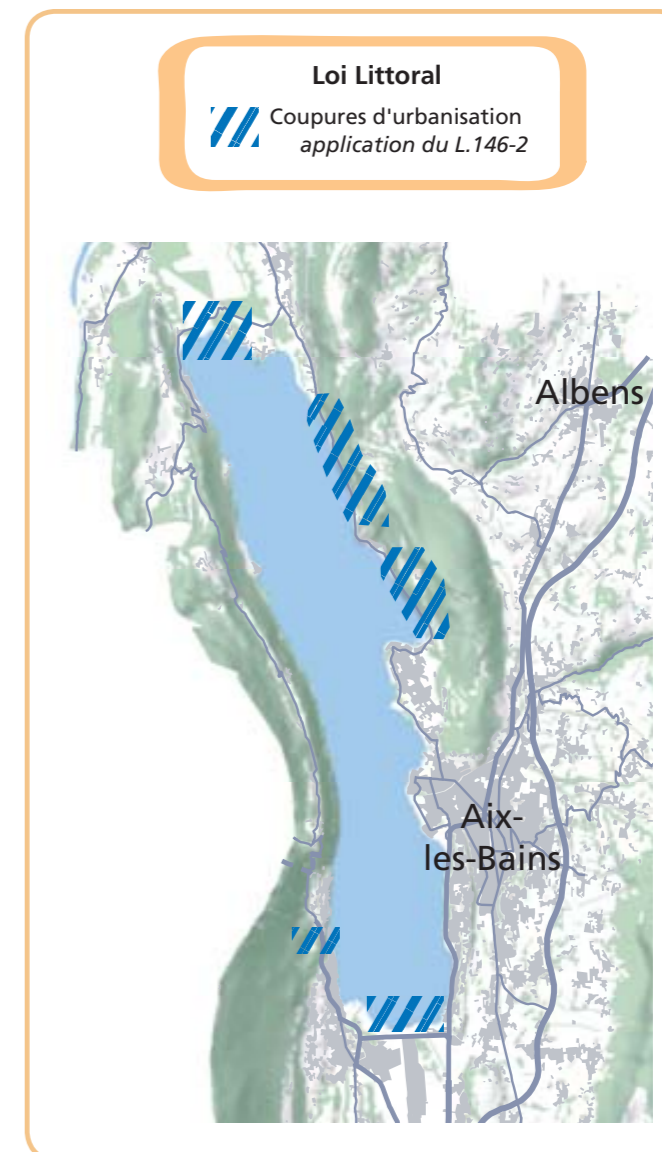 Loi Littoral
Coupures d'urbanisation
application du L.146-2
Albens
Aix-
les-Bains